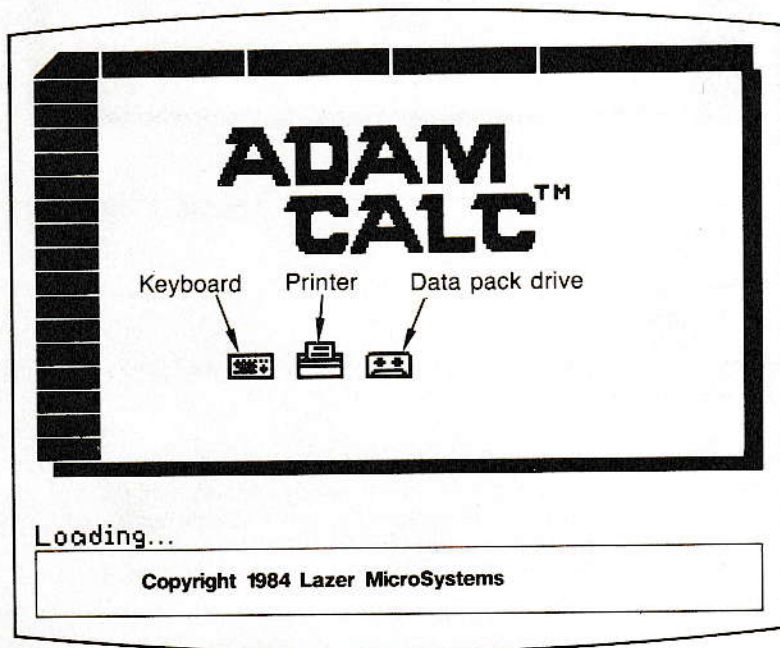 ADAM
CALC™
Keyboard Printer Data pack drive
Loading...
Copyright 1984 Lazer MicroSystems